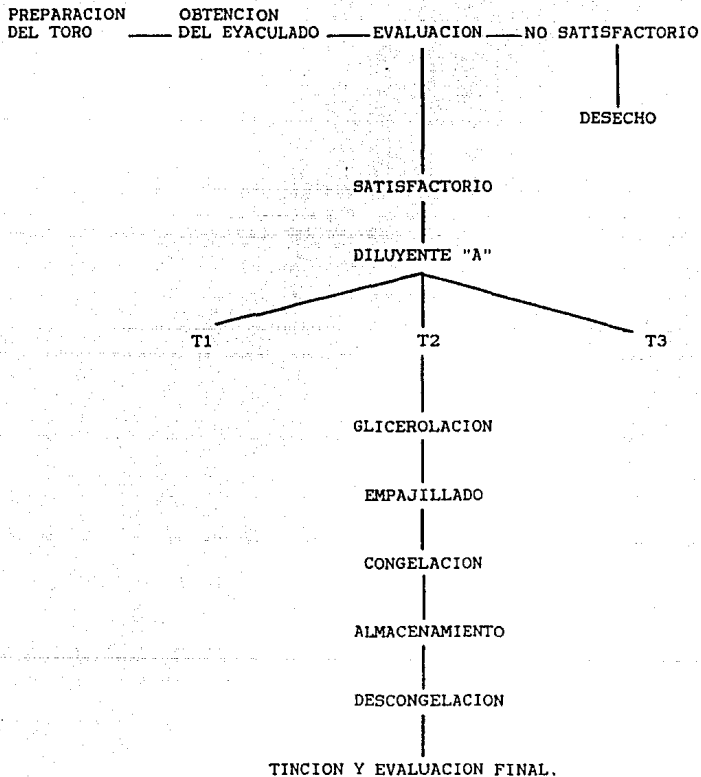 PREPARACION
DEL TORO
OBTENCION
DEL EYACULADO
EVALUACION
NO SATISFACTORIO
DESECHO
SATISFACTORIO
DILUYENTE "A"
T1
T2
T3
GLICEROLACION
EMPAJILLADO
CONGELACION
ALMACENAMIENTO
DESCONGELACION
TINCION Y EVALUACION FINAL.